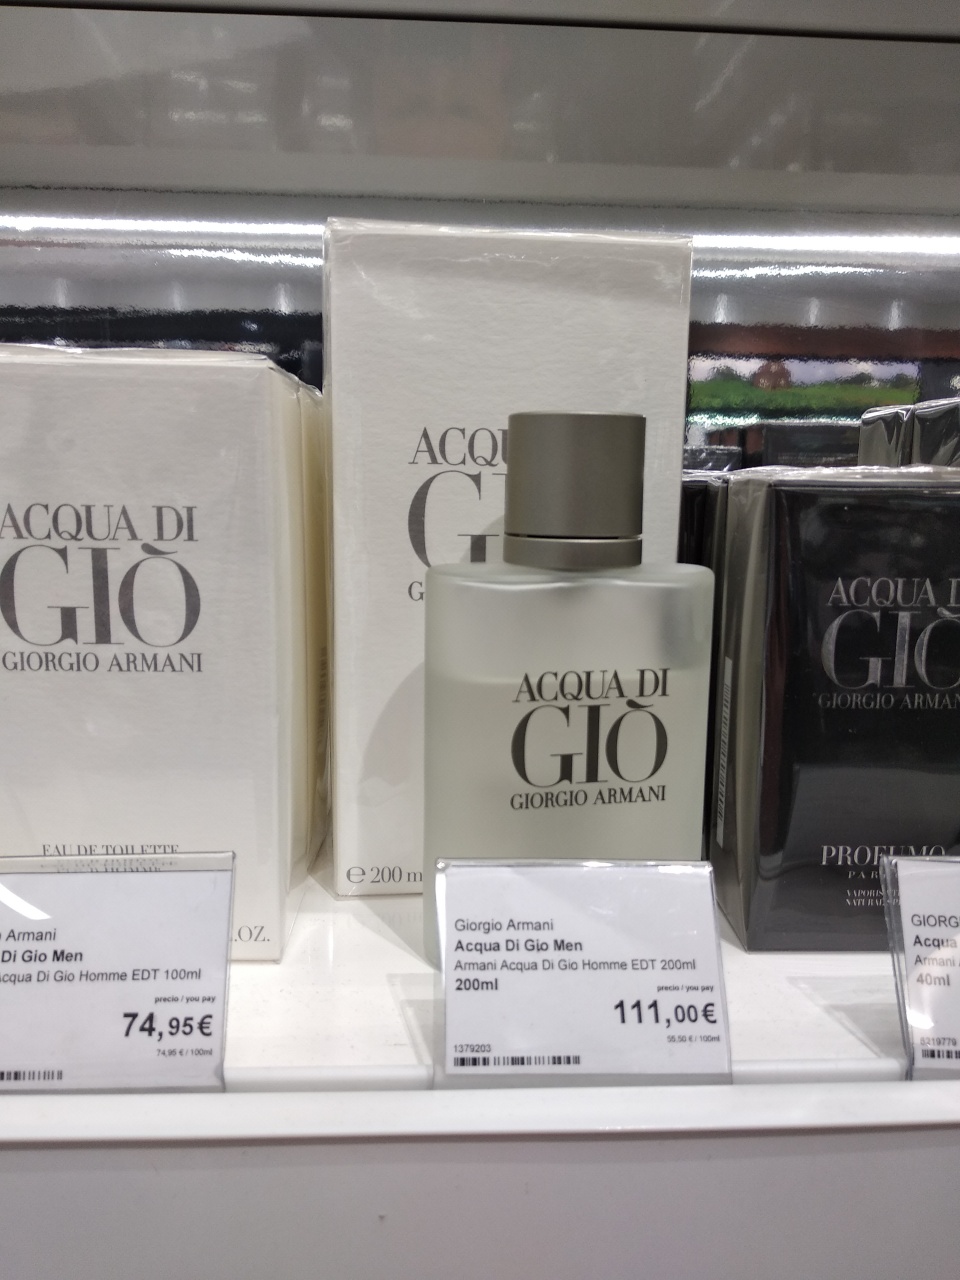 ACQUA DI
GIÒ
GIORGIO ARMANI
EAU DE TOILETTE
OZ.
Armani
Di Gio Men
Acqua Di Gio Homme EDT 100ml
precio / you pay
74,95€
74,95 € / 100ml
ACQU
G
G
℮ 200 m
ACQUA DI
GIÒ
GIORGIO ARMANI
Giorgio Armani
Acqua Di Gio Men
Armani Acqua Di Gio Homme EDT 200ml
200ml
precio / you pay
111,00€
55,50 € / 100ml
1379203
ACQUA D
GIÒ
GIORGIO ARMAN
PROFUMO
GIORG
Acqua
Armani
40ml